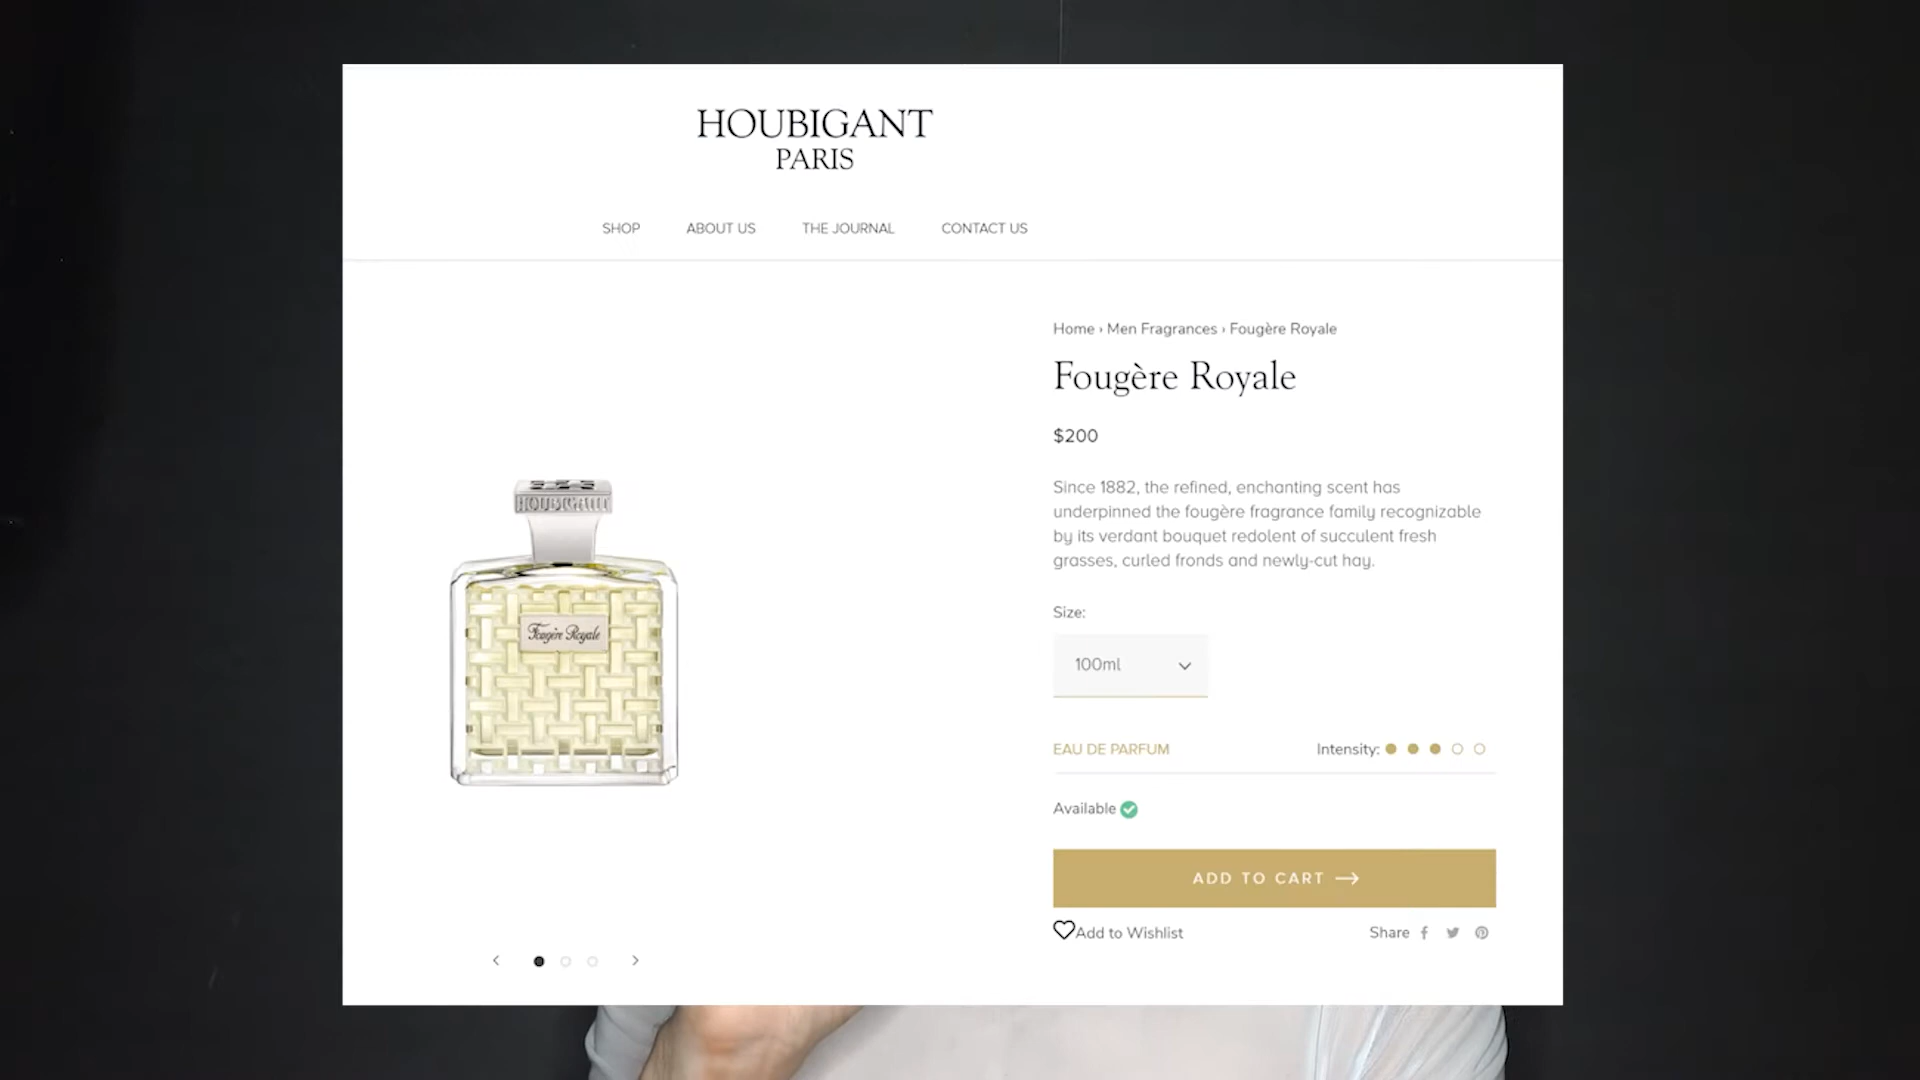 HOUBIGANT
PARIS
SHOP ABOUT US THE JOURNAL CONTACT US
Home › Men Fragrances › Fougère Royale
Fougère Royale
$200
Since 1882, the refined, enchanting scent has
underpinned the fougère fragrance family recognizable
by its verdant bouquet redolent of succulent fresh
grasses, curled fronds and newly-cut hay.
Size:
100ml
EAU DE PARFUM Intensity:
Available
ADD TO CART
Add to Wishlist Share
HOUBIGANT
Fougère Royale